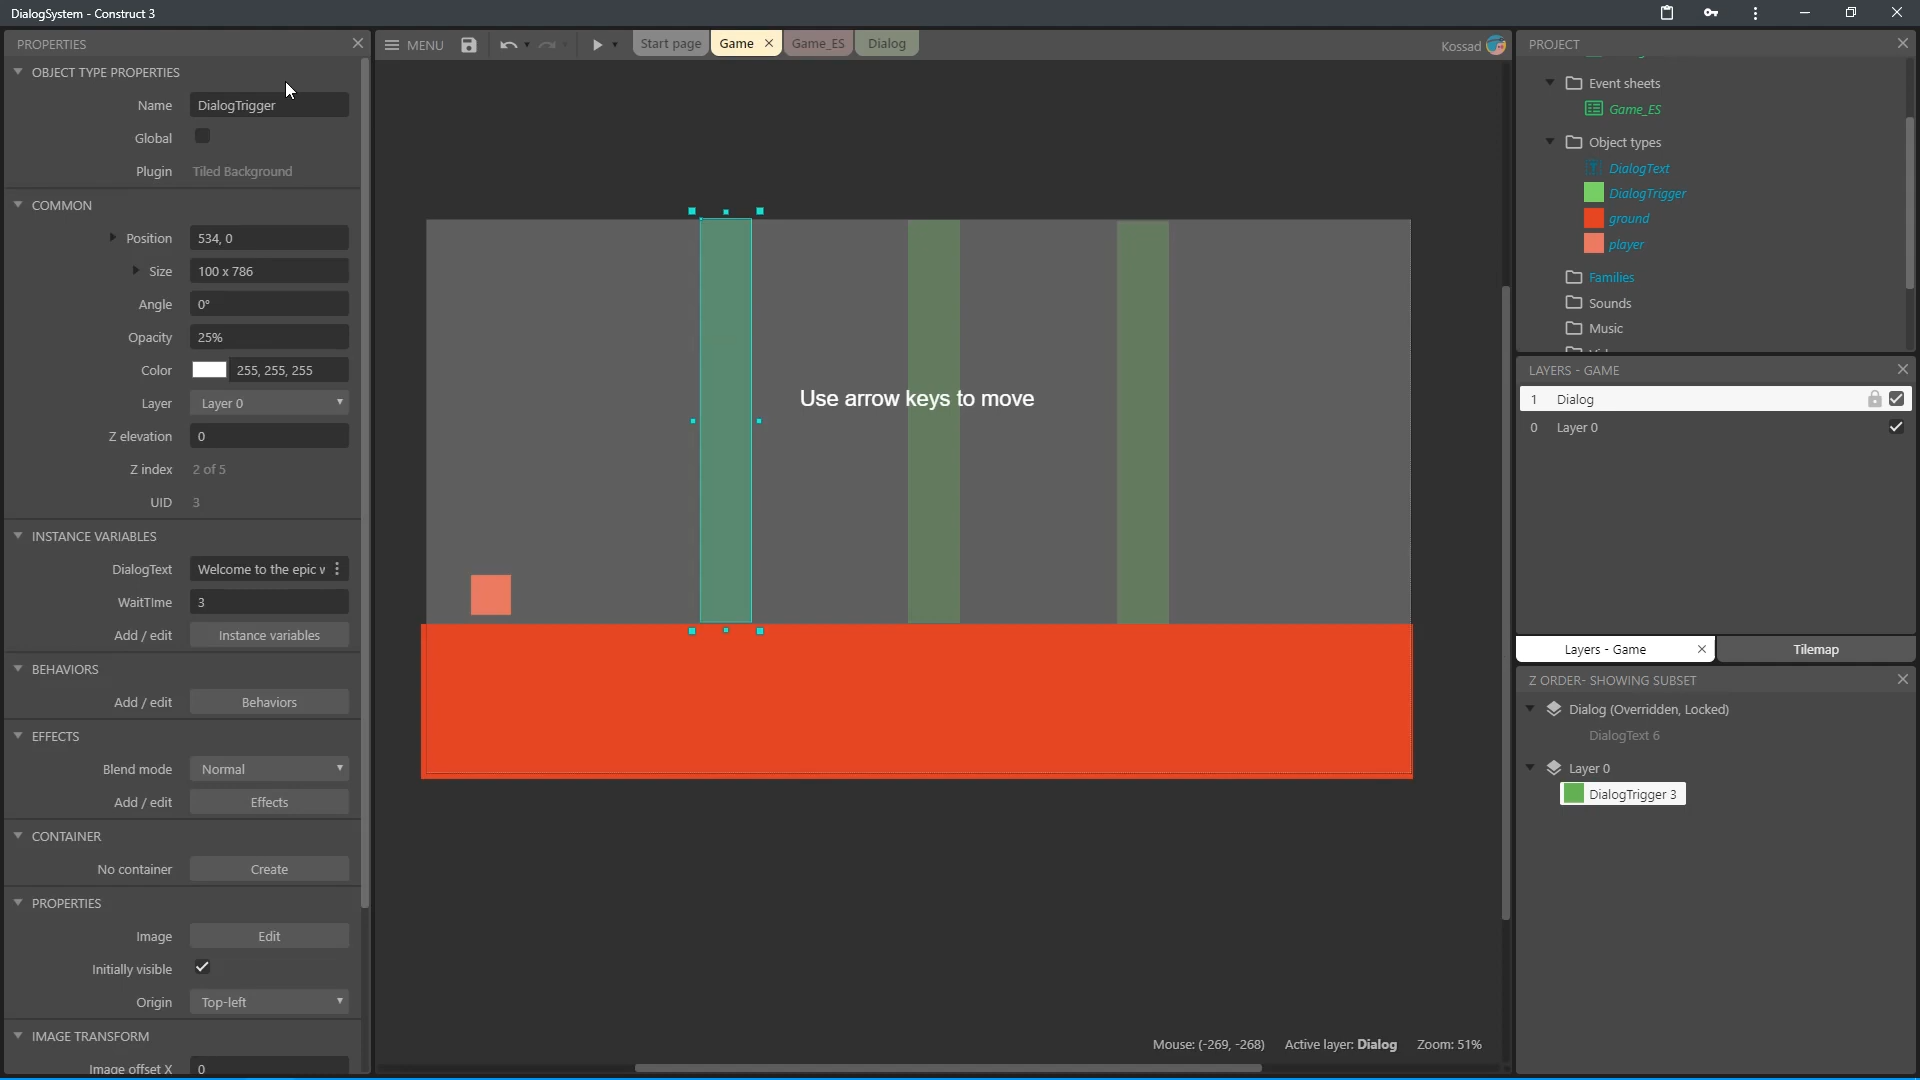 DialogSystem - Construct 3
PROPERTIES
OBJECT TYPE PROPERTIES
Name DialogTrigger
Global
Plugin Tiled Background
COMMON
Position 534, 0
Size 100 x 786
Angle 0°
Opacity 25%
Color 255, 255, 255
Layer Layer 0
Z elevation 0
Z index 2 of 5
UID 3
INSTANCE VARIABLES
DialogText Welcome to the epic
WaitTIme 3
Add / edit Instance variables
BEHAVIORS
Add / edit Behaviors
EFFECTS
Blend mode Normal
Add / edit Effects
CONTAINER
No container Create
PROPERTIES
Image Edit
Initially visible
Origin Top-left
IMAGE TRANSFORM
Image offset X 0
MENU
Start page
Game
Game_ES
Dialog
Kossad
Use arrow keys to move
Mouse: (-269, -268) Active layer: Dialog Zoom: 51%
PROJECT
Event sheets
Game_ES
Object types
DialogText
DialogTrigger
ground
player
Families
Sounds
Music
LAYERS - GAME
1 Dialog
0 Layer 0
Layers - Game
Tilemap
Z ORDER- SHOWING SUBSET
Dialog (Overridden, Locked)
DialogText 6
Layer 0
DialogTrigger 3